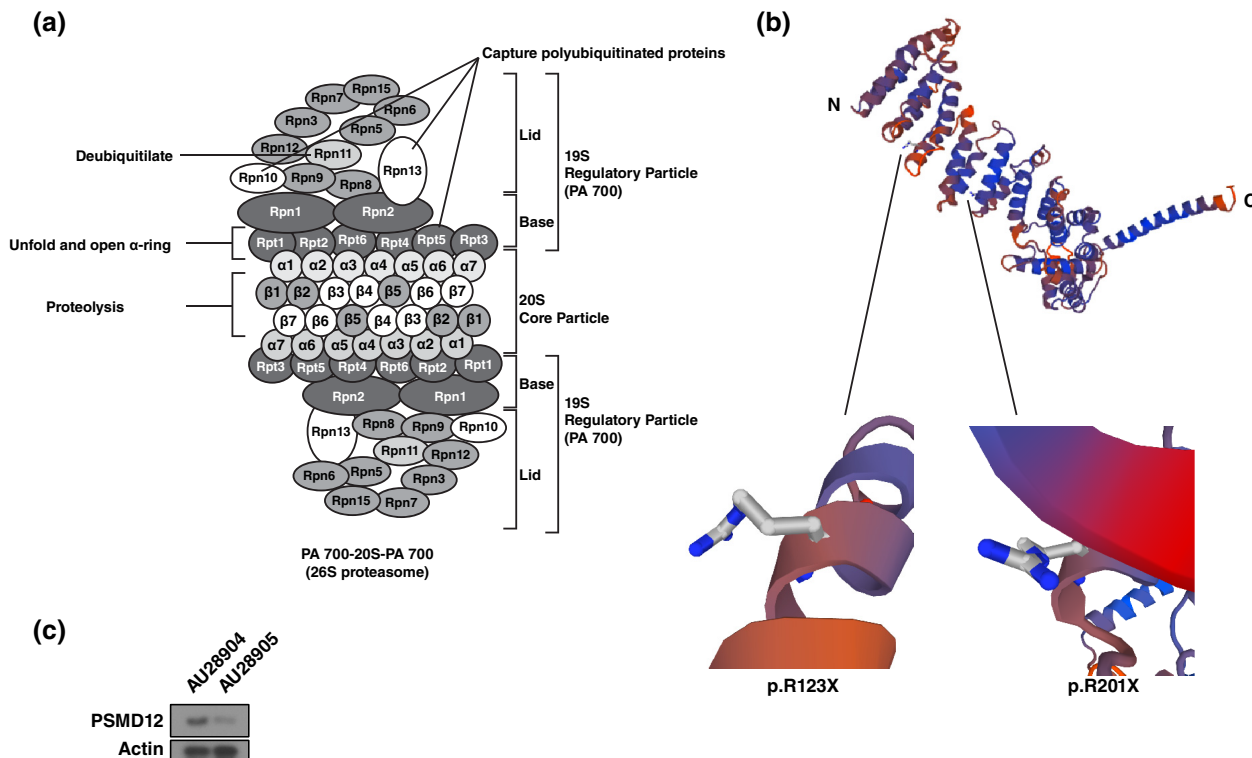 (a)
Capture polyubiquitinated proteins
Rpn15
Rpn7
Rpn6
Rpn3
Rpn5
Rpn12
Rpn11
Rpn13
Rpn10
Rpn9
Rpn8
Deubiquitilate
Lid
19S
Regulatory Particle
(PA 700)
Rpn1
Rpn2
Base
Unfold and open α-ring
Rpt1
Rpt2
Rpt6
Rpt4
Rpt5
Rpt3
α1
α2
α3
α4
α5
α6
α7
Proteolysis
β1
β2
β3
β4
β5
β6
β7
20S
Core Particle
β7
β6
β5
β4
β3
β2
β1
α7
α6
α5
α4
α3
α2
α1
Rpt3
Rpt5
Rpt4
Rpt6
Rpt2
Rpt1
Base
Rpn2
Rpn1
19S
Regulatory Particle
(PA 700)
Rpn13
Rpn8
Rpn9
Rpn10
Rpn11
Rpn12
Rpn6
Rpn5
Rpn3
Lid
Rpn15
Rpn7
PA 700-20S-PA 700
(26S proteasome)
(b)
N
C
p.R123X
p.R201X
(c)
AU28904
AU28905
PSMD12
Actin